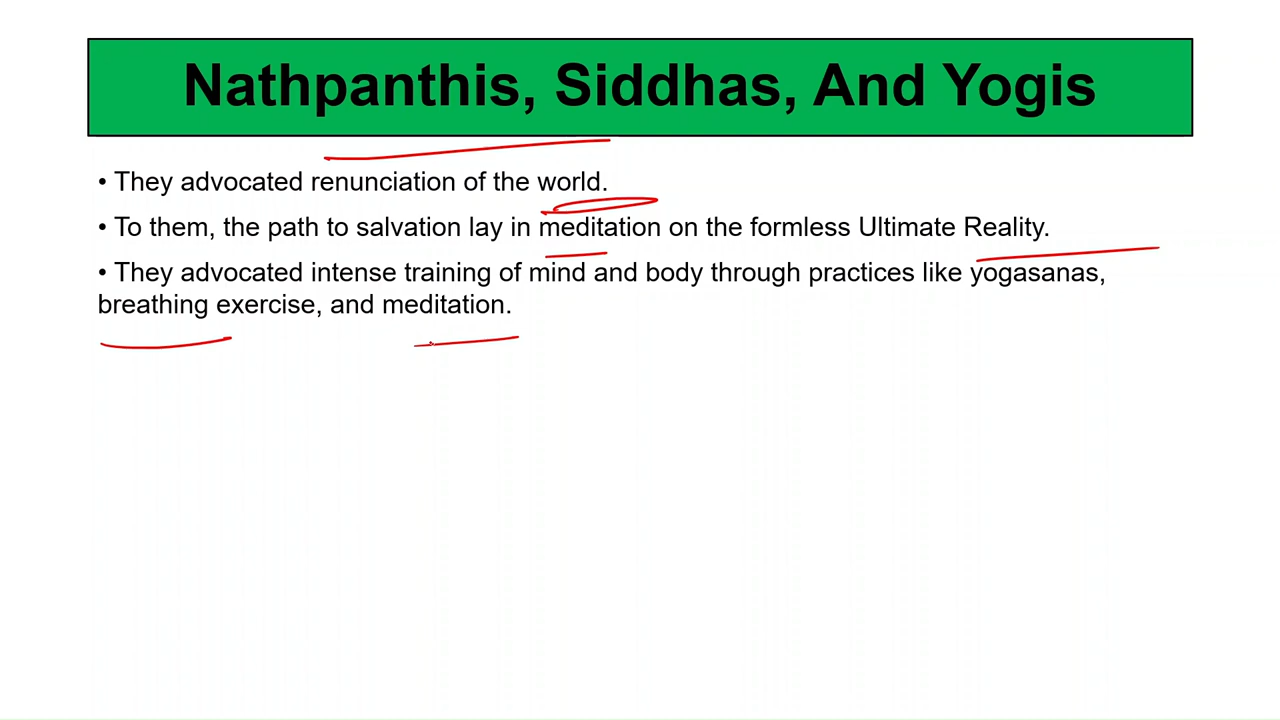 Nathpanthis, Siddhas, And Yogis
• They advocated renunciation of the world.
• To them, the path to salvation lay in meditation on the formless Ultimate Reality.
• They advocated intense training of mind and body through practices like yogasanas,
breathing exercise, and meditation.